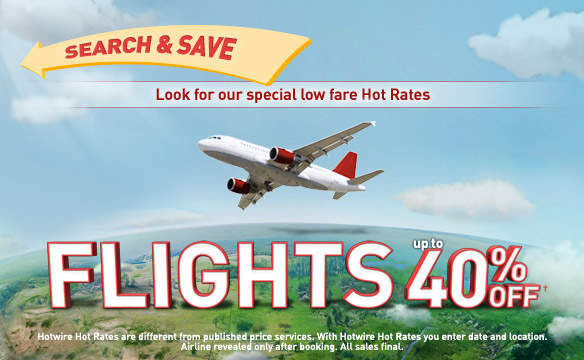 SEARCH & SAVE
Look for our special low fare Hot Rates
FLIGHTS up to 40% OFF†
Hotwire Hot Rates are different from published price services. With Hotwire Hot Rates you enter date and location.
Airline revealed only after booking. All sales final.